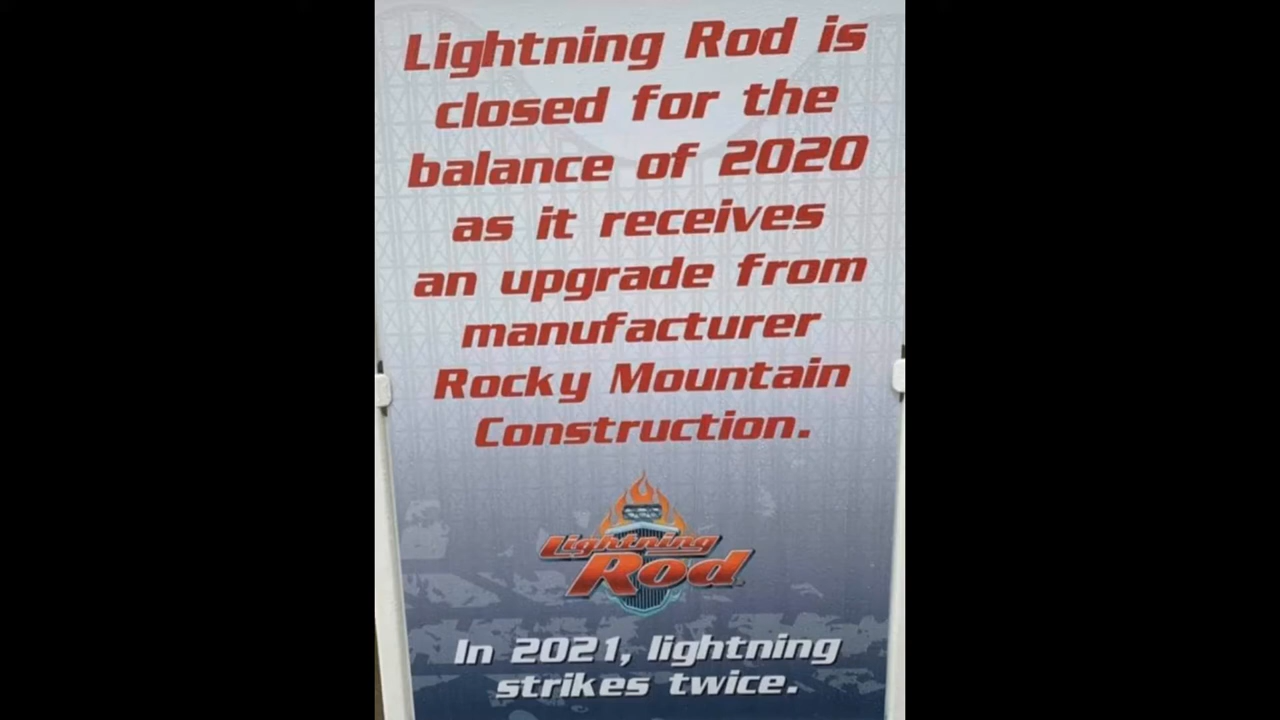 Lightning Rod is
closed for the
balance of 2020
as it receives
an upgrade from
manufacturer
Rocky Mountain
Construction.
Lightning
Rod
In 2021, lightning
strikes twice.